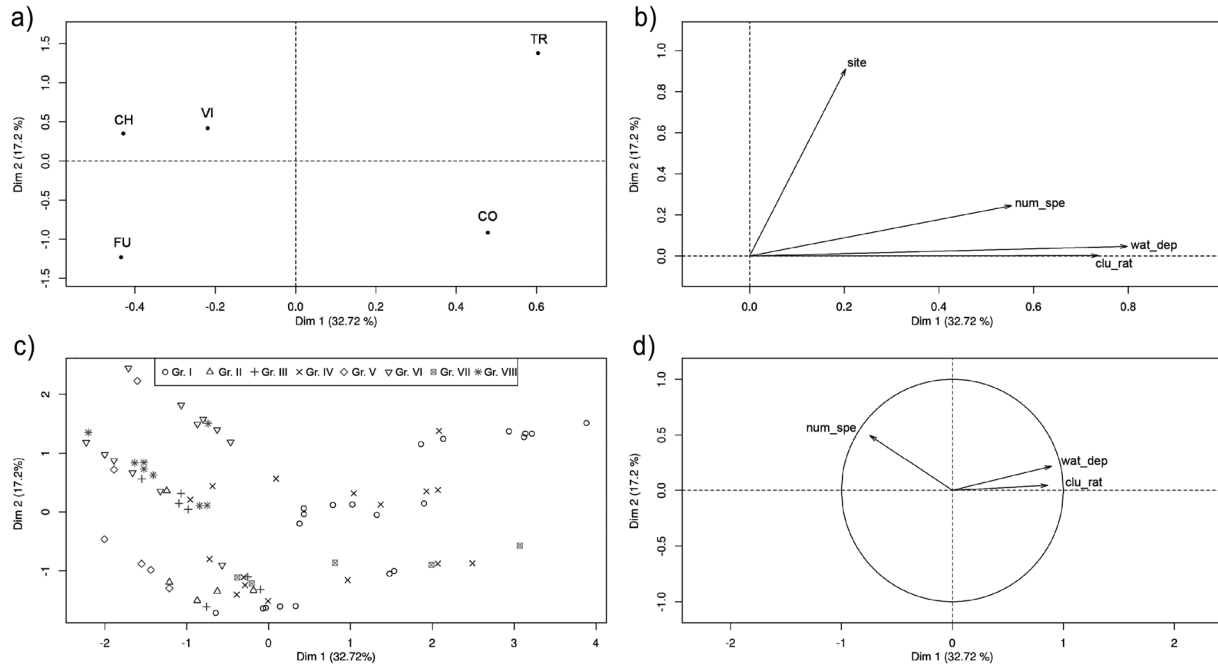 a)
TR
CH
VI
CO
FU
1.5
1.0
0.5
0.0
-0.5
-1.0
-1.5
-0.4
-0.2
0.0
0.2
0.4
0.6
Dim 2 (17.2 %)
Dim 1 (32.72 %)
b)
site
num_spe
wat_dep
clu_rat
1.0
0.8
0.6
0.4
0.2
0.0
0.0
0.2
0.4
0.6
0.8
Dim 2 (17.2 %)
Dim 1 (32.72 %)
c)
Gr. I Gr. II Gr. III Gr. IV Gr. V Gr. VI Gr. VII Gr. VIII
2
1
0
-1
-2
-1
0
1
2
3
4
Dim 2 (17.2%)
Dim 1 (32.72%)
d)
num_spe
wat_dep
clu_rat
1.0
0.5
0.0
-0.5
-1.0
-2
-1
0
1
2
Dim 2 (17.2 %)
Dim 1 (32.72 %)